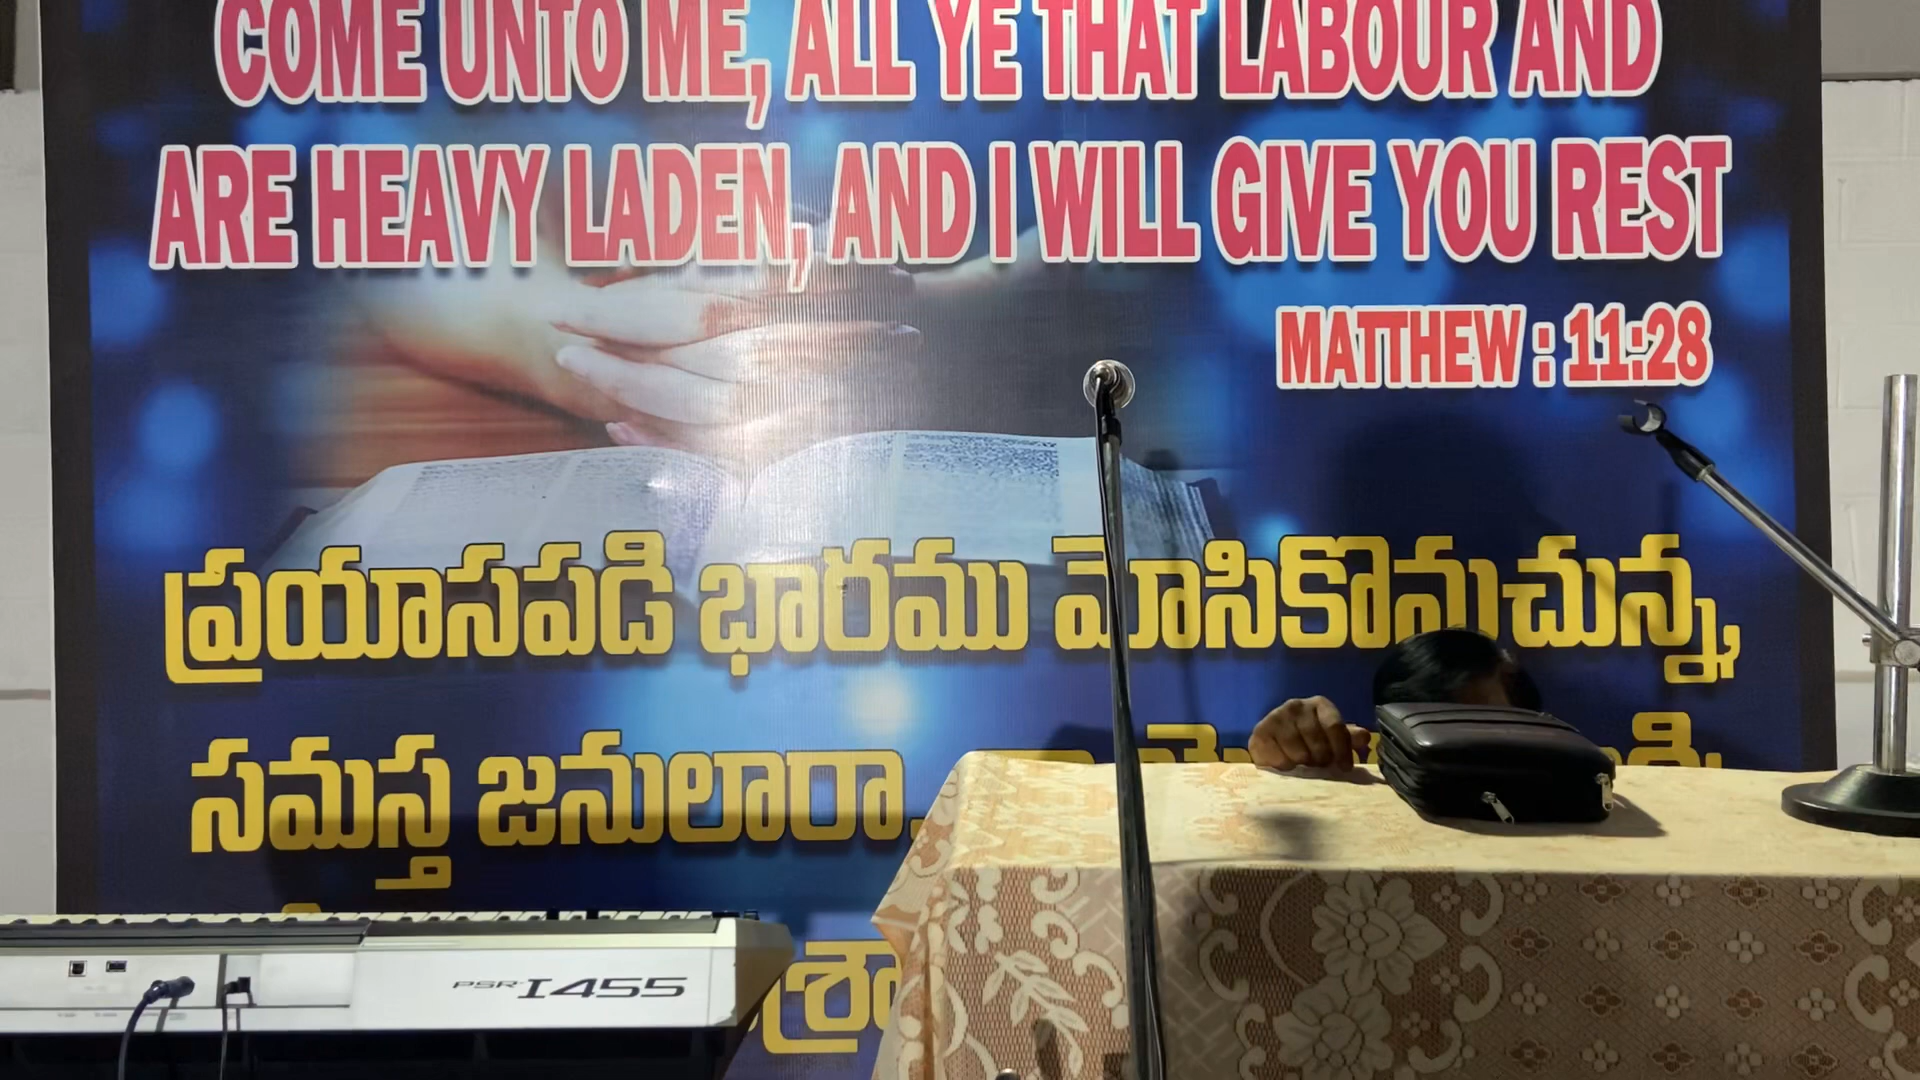 COME UNTO ME, ALL YE THAT LABOUR AND
ARE HEAVY LADEN, AND I WILL GIVE YOU REST
MATTHEW : 11:28
ప్రయాసపడి భారము మోసికొనుచున్న
సమస్త జనులారా.
PSR-I455